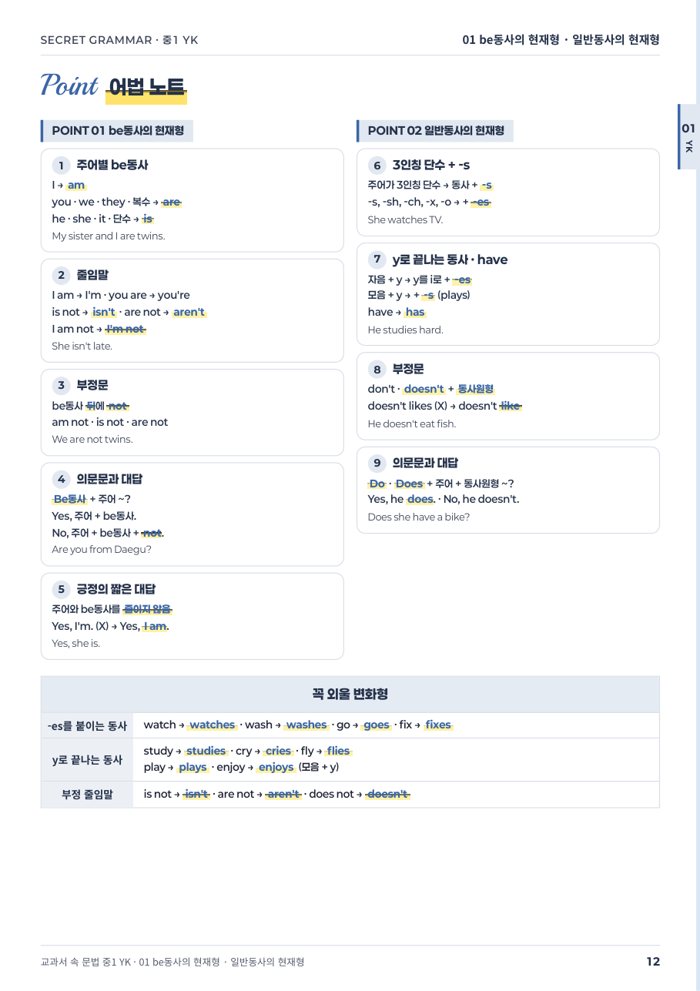 SECRET GRAMMAR · 중1 YK
01 be동사의 현재형 · 일반동사의 현재형
Point 어법 노트
01
YK
POINT 01 be동사의 현재형
1 주어별 be동사
I → am
you · we · they · 복수 → are
he · she · it · 단수 → is
My sister and I are twins.
2 줄임말
I am → I'm · you are → you're
is not → isn't · are not → aren't
I am not → I'm not
She isn't late.
3 부정문
be동사 뒤에 not
am not · is not · are not
We are not twins.
4 의문문과 대답
Be동사 + 주어 ~?
Yes, 주어 + be동사.
No, 주어 + be동사 + not.
Are you from Daegu?
5 긍정의 짧은 대답
주어와 be동사를 줄이지 않음
Yes, I'm. (X) → Yes, I am.
Yes, she is.
POINT 02 일반동사의 현재형
6 3인칭 단수 + -s
주어가 3인칭 단수 → 동사 + -s
-s, -sh, -ch, -x, -o → + -es
She watches TV.
7 y로 끝나는 동사 · have
자음 + y → y를 i로 + -es
모음 + y → + -s (plays)
have → has
He studies hard.
8 부정문
don't · doesn't + 동사원형
doesn't likes (X) → doesn't like
He doesn't eat fish.
9 의문문과 대답
Do · Does + 주어 + 동사원형 ~?
Yes, he does. · No, he doesn't.
Does she have a bike?
꼭 외울 변화형
-es를 붙이는 동사 watch → watches · wash → washes · go → goes · fix → fixes
y로 끝나는 동사 study → studies · cry → cries · fly → flies
play → plays · enjoy → enjoys (모음 + y)
부정 줄임말 is not → isn't · are not → aren't · does not → doesn't
교과서 속 문법 중1 YK · 01 be동사의 현재형 · 일반동사의 현재형
12